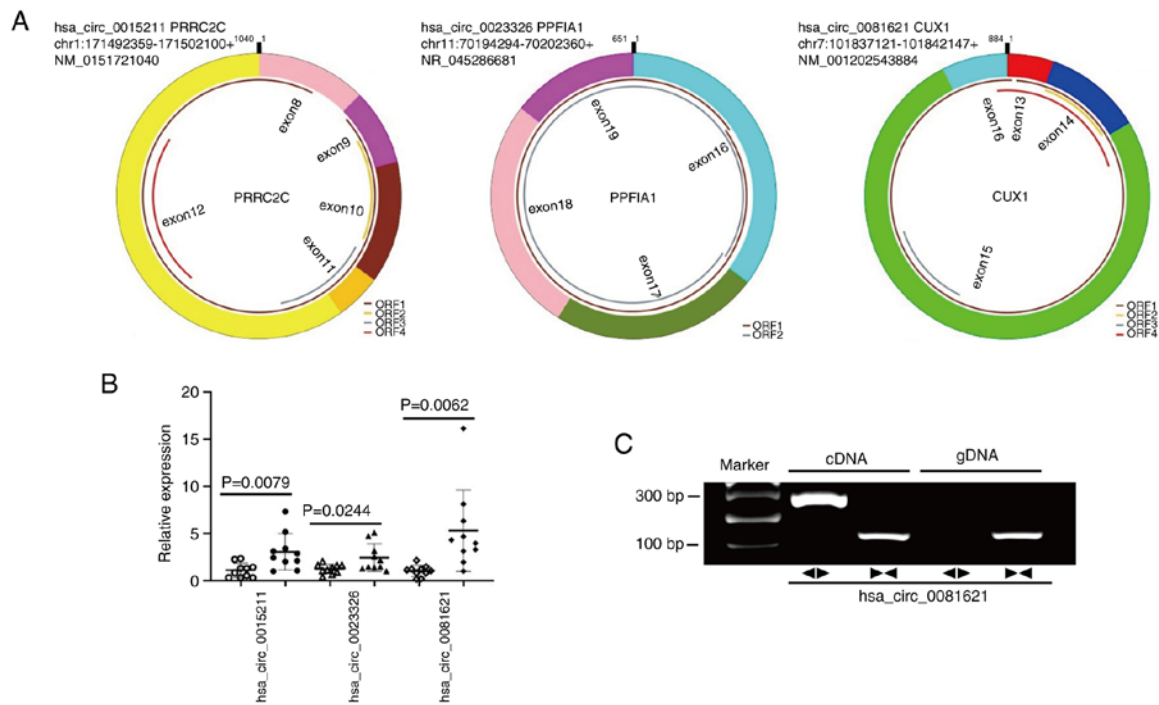 A
hsa_circ_0015211 PRRC2C
chr1:171492359-171502100+
NM_0151721040
1040 1
exon8
exon9
exon10
exon11
exon12
PRRC2C
ORF1
ORF2
ORF3
ORF4
hsa_circ_0023326 PPFIA1
chr11:70194294-70202360+
NR_045286681
651 1
exon19
exon16
exon18
PPFIA1
exon17
ORF1
ORF2
hsa_circ_0081621 CUX1
chr7:101837121-101842147+
NM_001202543884
884 1
exon16
exon13
exon14
CUX1
exon15
ORF1
ORF2
ORF3
ORF4
B
Relative expression
20
15
10
5
0
P=0.0079
P=0.0244
P=0.0062
hsa_circ_0015211
hsa_circ_0023326
hsa_circ_0081621
C
Marker
cDNA
gDNA
300 bp
100 bp
hsa_circ_0081621